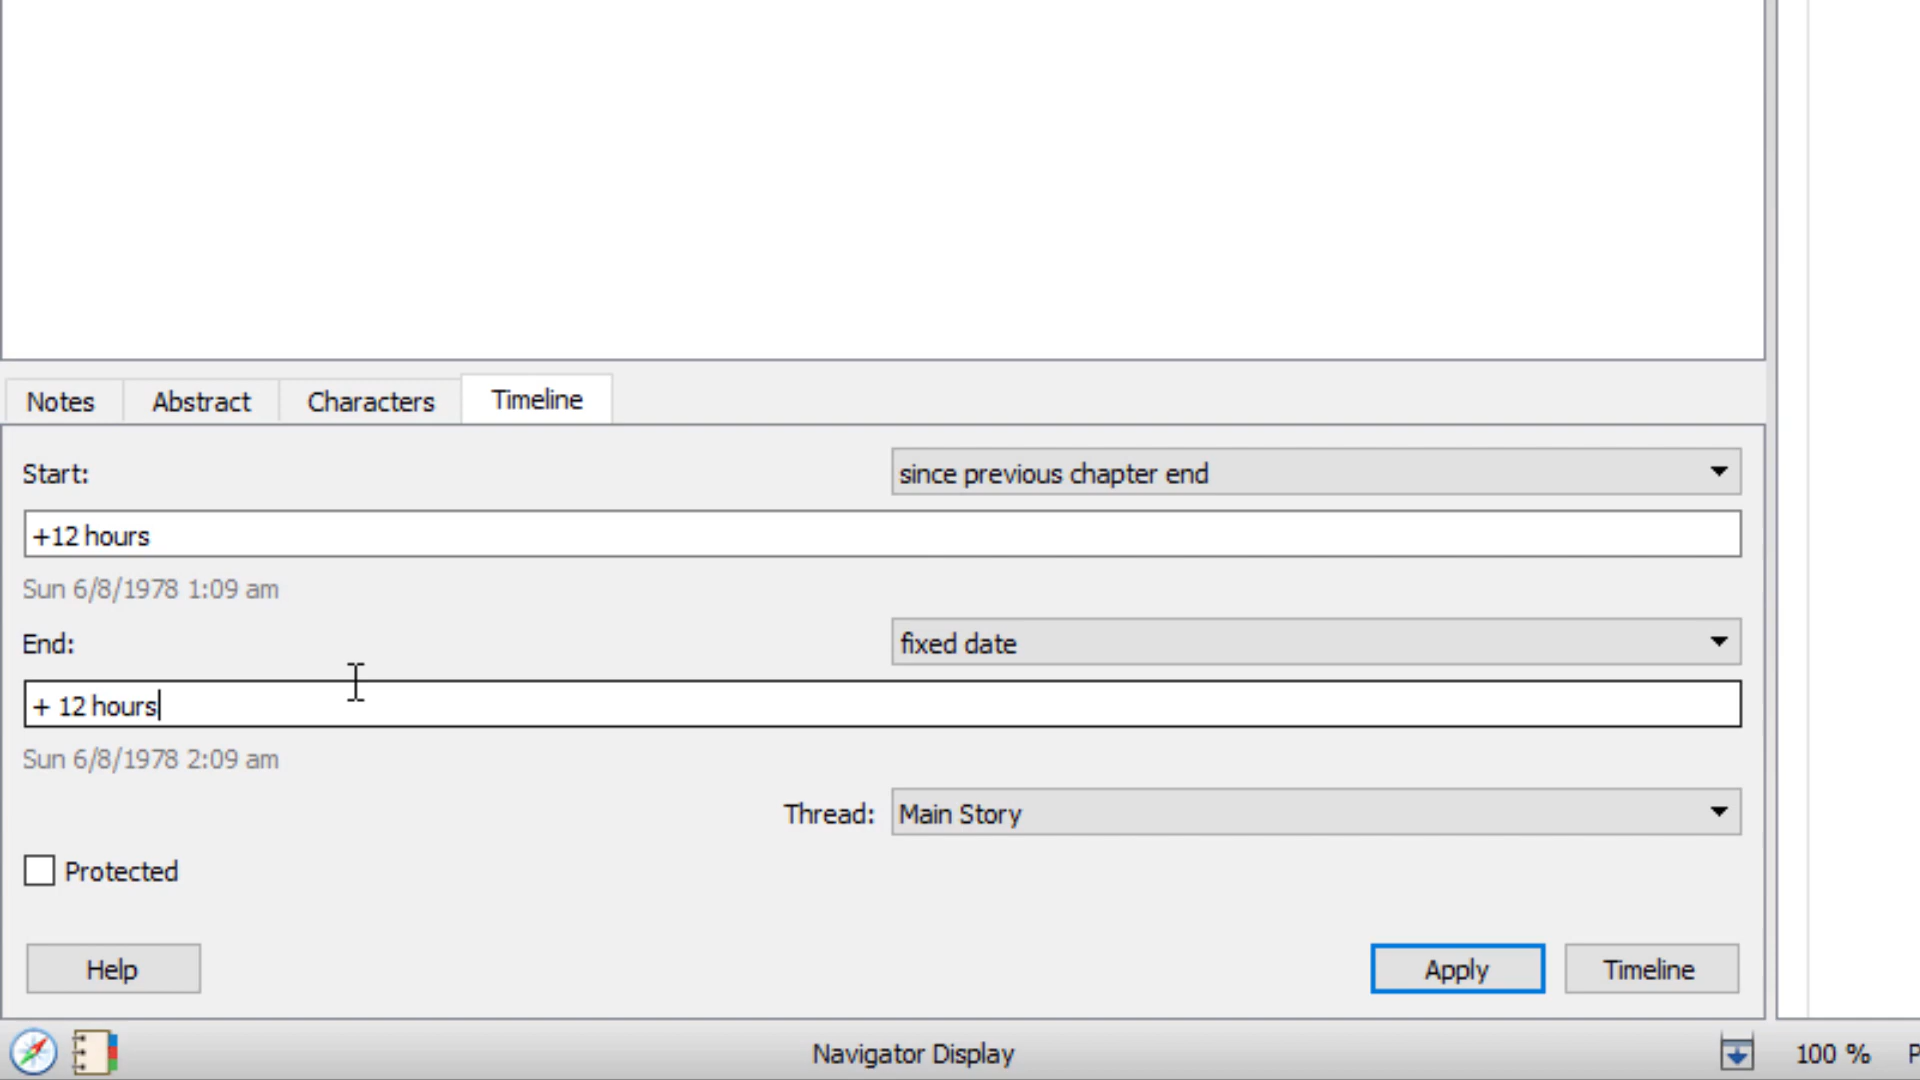 Notes Abstract Characters Timeline
Start: since previous chapter end
+12 hours
Sun 6/8/1978 1:09 am
End: fixed date
+ 12 hours
Sun 6/8/1978 2:09 am
Thread: Main Story
Protected
Help Apply Timeline
Navigator Display 100 % P